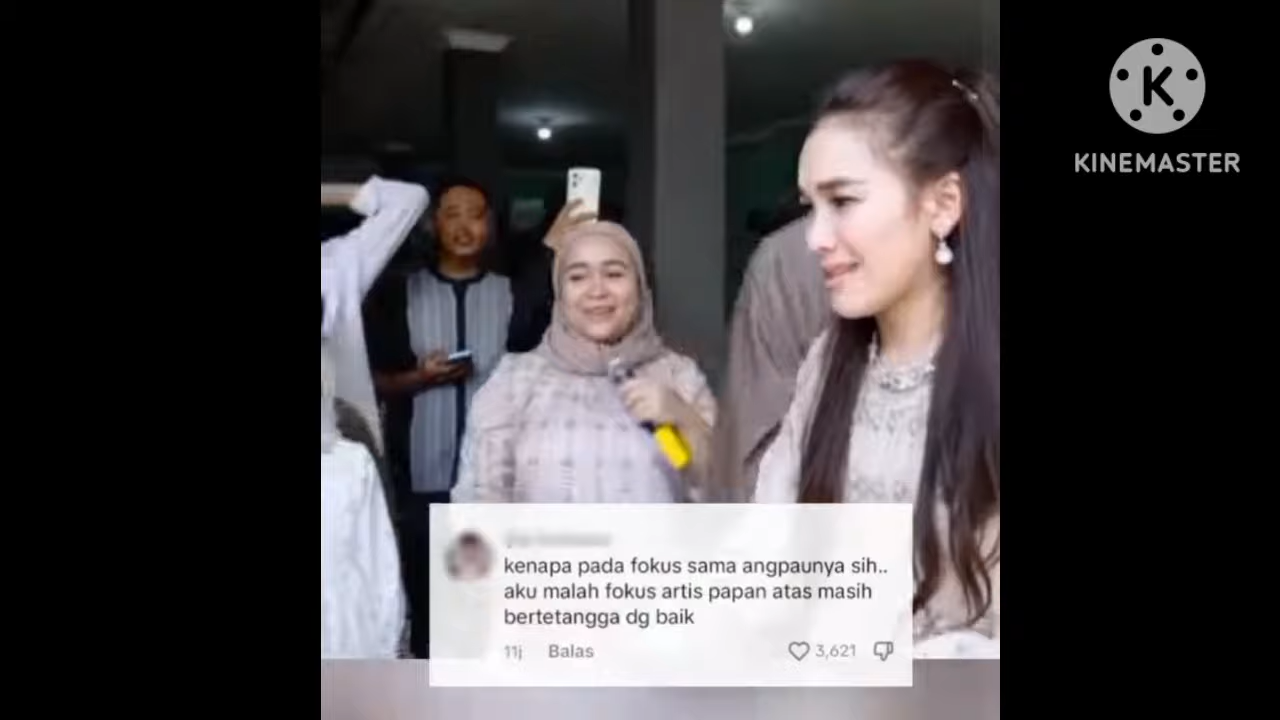 KINEMASTER
kenapa pada fokus sama angpaunya sih..
aku malah fokus artis papan atas masih
bertetangga dg baik
11j Balas 3,621